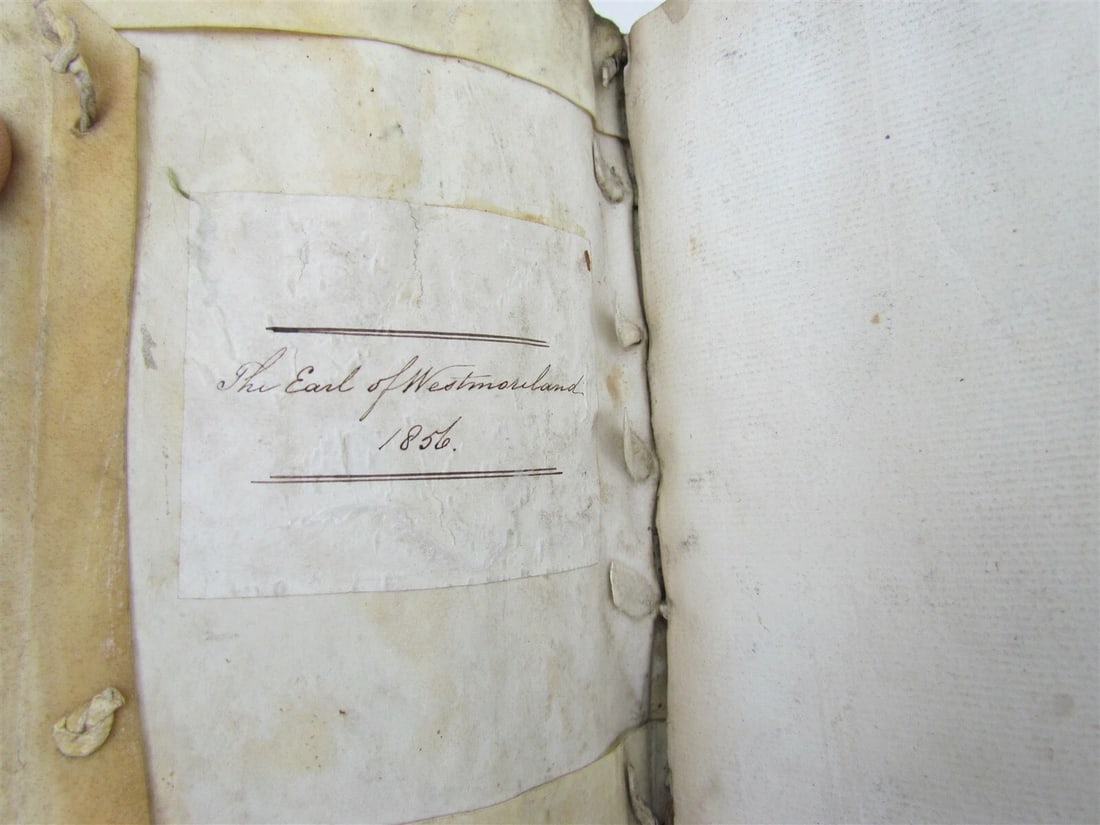 The Earl of Westmoreland
1856.